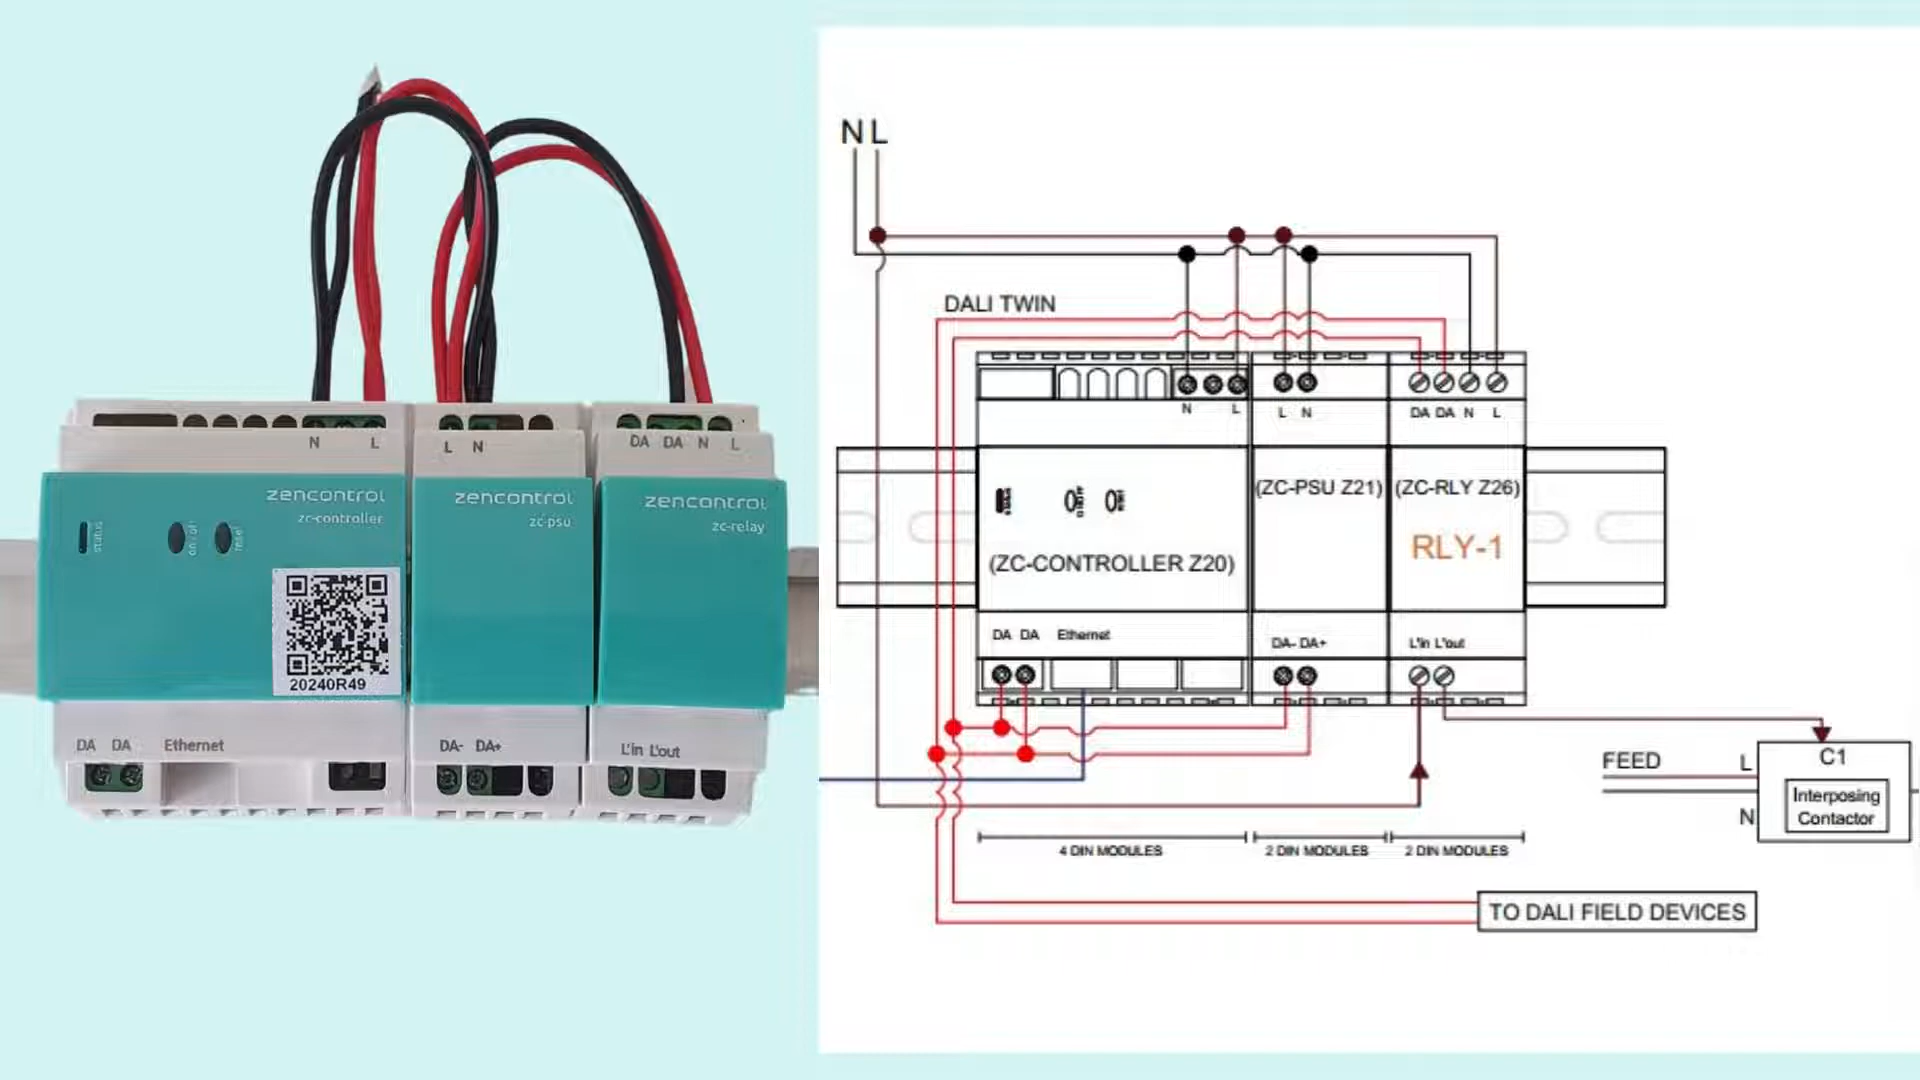 N L
zencontrol
zc-controller
status
on / off
reset
20240R49
DA DA Ethernet
L N
zencontrol
zc-psu
DA- DA+
DA DA N L
zencontrol
zc-relay
L'in L'out
N L
DALI TWIN
N L
L N
DA DA N L
(ZC-CONTROLLER Z20)
(ZC-PSU Z21)
(ZC-RLY Z26)
RLY-1
DA DA Ethernet
DA- DA+
L'in L'out
4 DIN MODULES
2 DIN MODULES
2 DIN MODULES
FEED
L
N
C1
Interposing
Contactor
TO DALI FIELD DEVICES